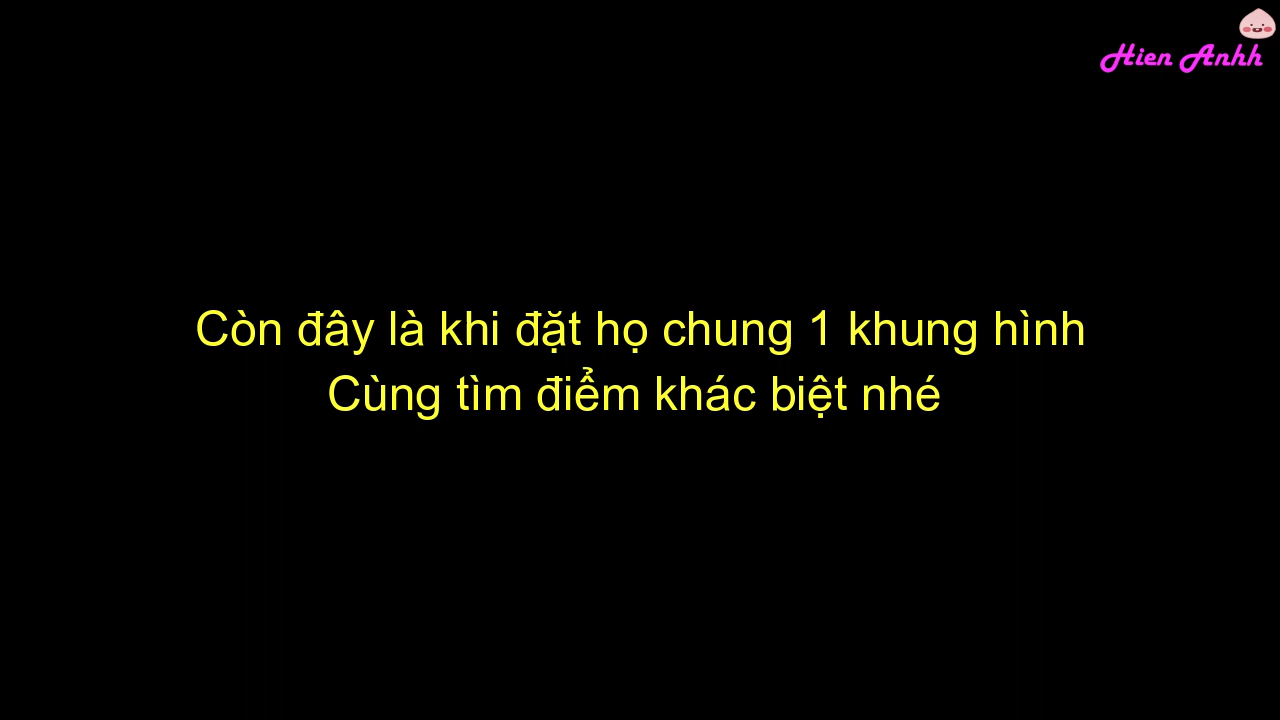 Hien Anhh
Còn đây là khi đặt họ chung 1 khung hình
Cùng tìm điểm khác biệt nhé